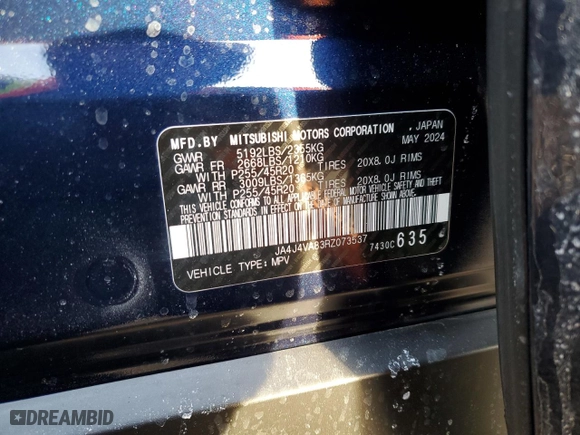 MFD.BY MITSUBISHI MOTORS CORPORATION , JAPAN
GVWR 5192LBS/2355KG MAY 2024
GAWR FR 2668LBS/1210KG TIRES 20X8.0J RIMS
WITH P255/45R20
GAWR RR 3009LBS/1365KG TIRES 20X8.0J RIMS
WITH P255/45R20
THIS VEHICLE CONFORMS TO ALL APPLICABLE FEDERAL MOTOR VEHICLE SAFETY AND THEFT
PREVENTION STANDARDS IN EFFECT ON THE DATE OF MANUFACTURE SHOWN ABOVE.
JA4J4VA83RZ073537 7430C 635
VEHICLE TYPE: MPV
DREAMBID